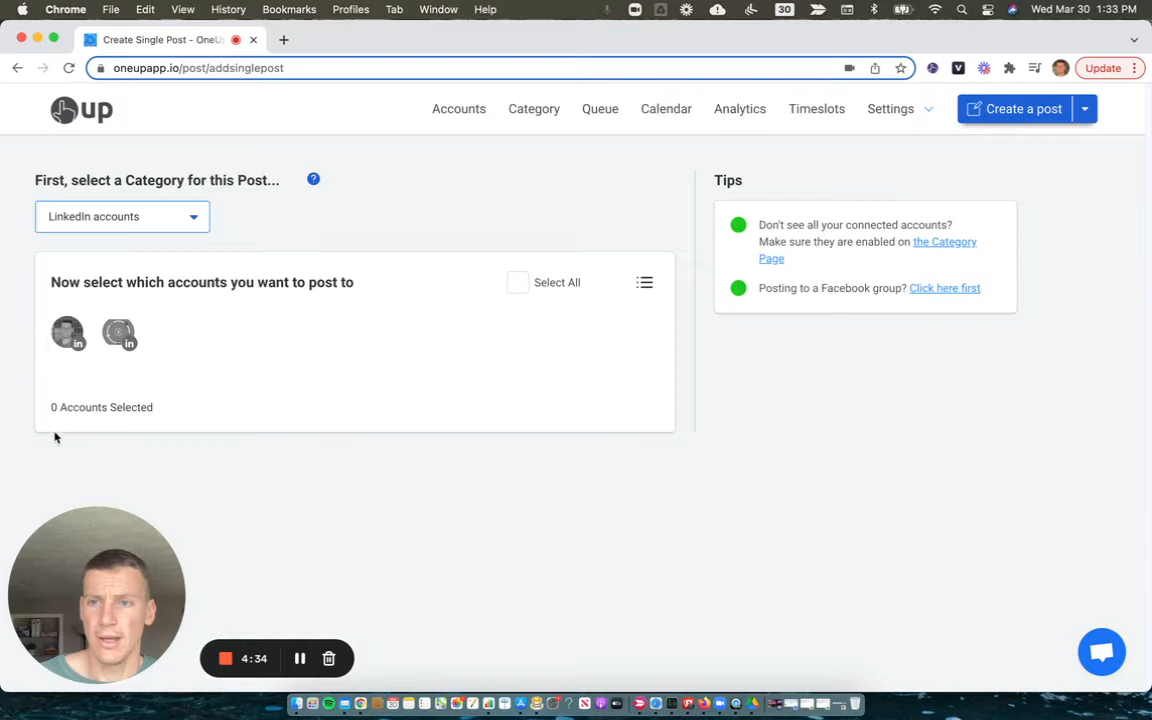 Chrome File Edit View History Bookmarks Profiles Tab Window Help 30 Wed Mar 30 1:33 PM
Create Single Post - OneU
oneupapp.io/post/addsinglepost
Update
up
Accounts Category Queue Calendar Analytics Timeslots Settings Create a post
First, select a Category for this Post... ?
LinkedIn accounts
Now select which accounts you want to post to
Select All
in in
0 Accounts Selected
Tips
Don't see all your connected accounts?
Make sure they are enabled on the Category
Page
Posting to a Facebook group? Click here first
4:34